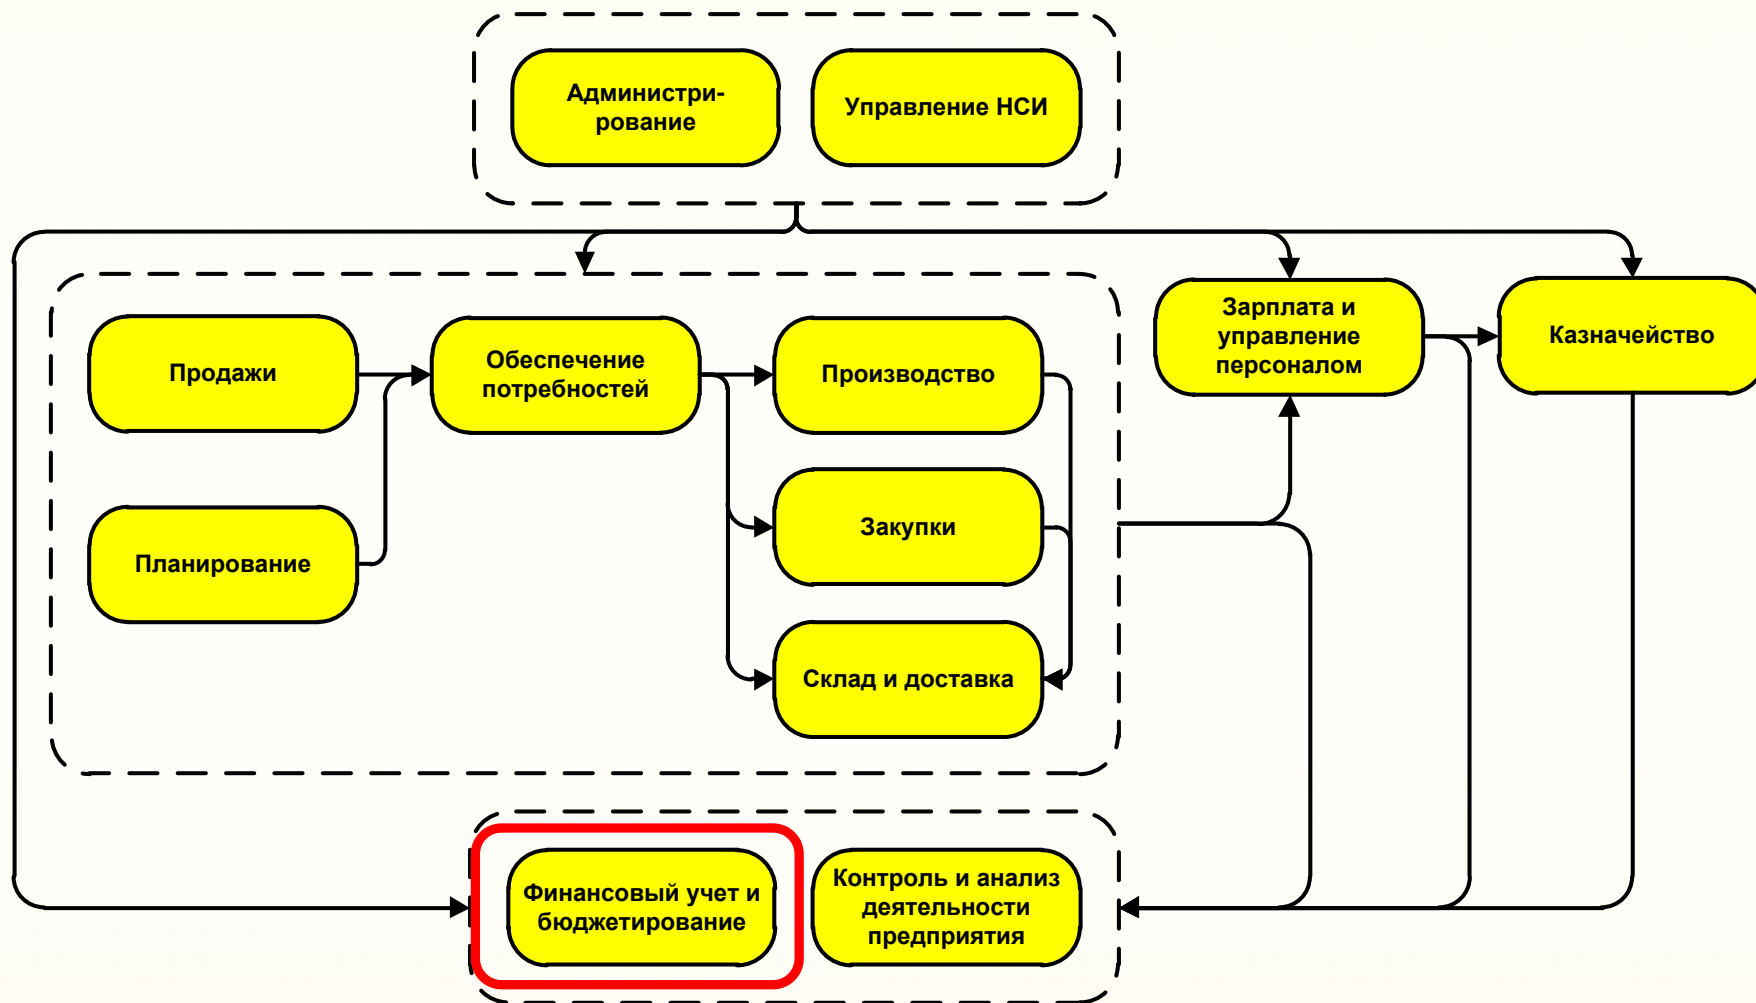 Администри-
рование
Управление НСИ
Продажи
Обеспечение
потребностей
Производство
Зарплата и
управление
персоналом
Казначейство
Планирование
Закупки
Склад и доставка
Финансовый учет и
бюджетирование
Контроль и анализ
деятельности
предприятия